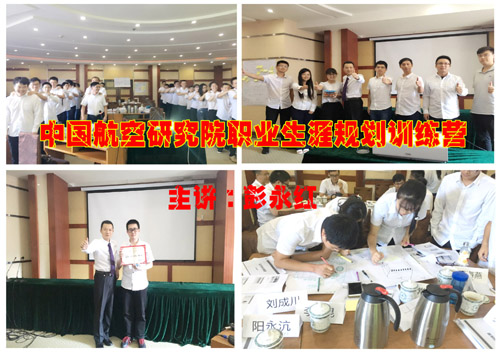 中国航空研究院职业生涯规划训练营
主讲：彭永红
刘成川
阳永沆